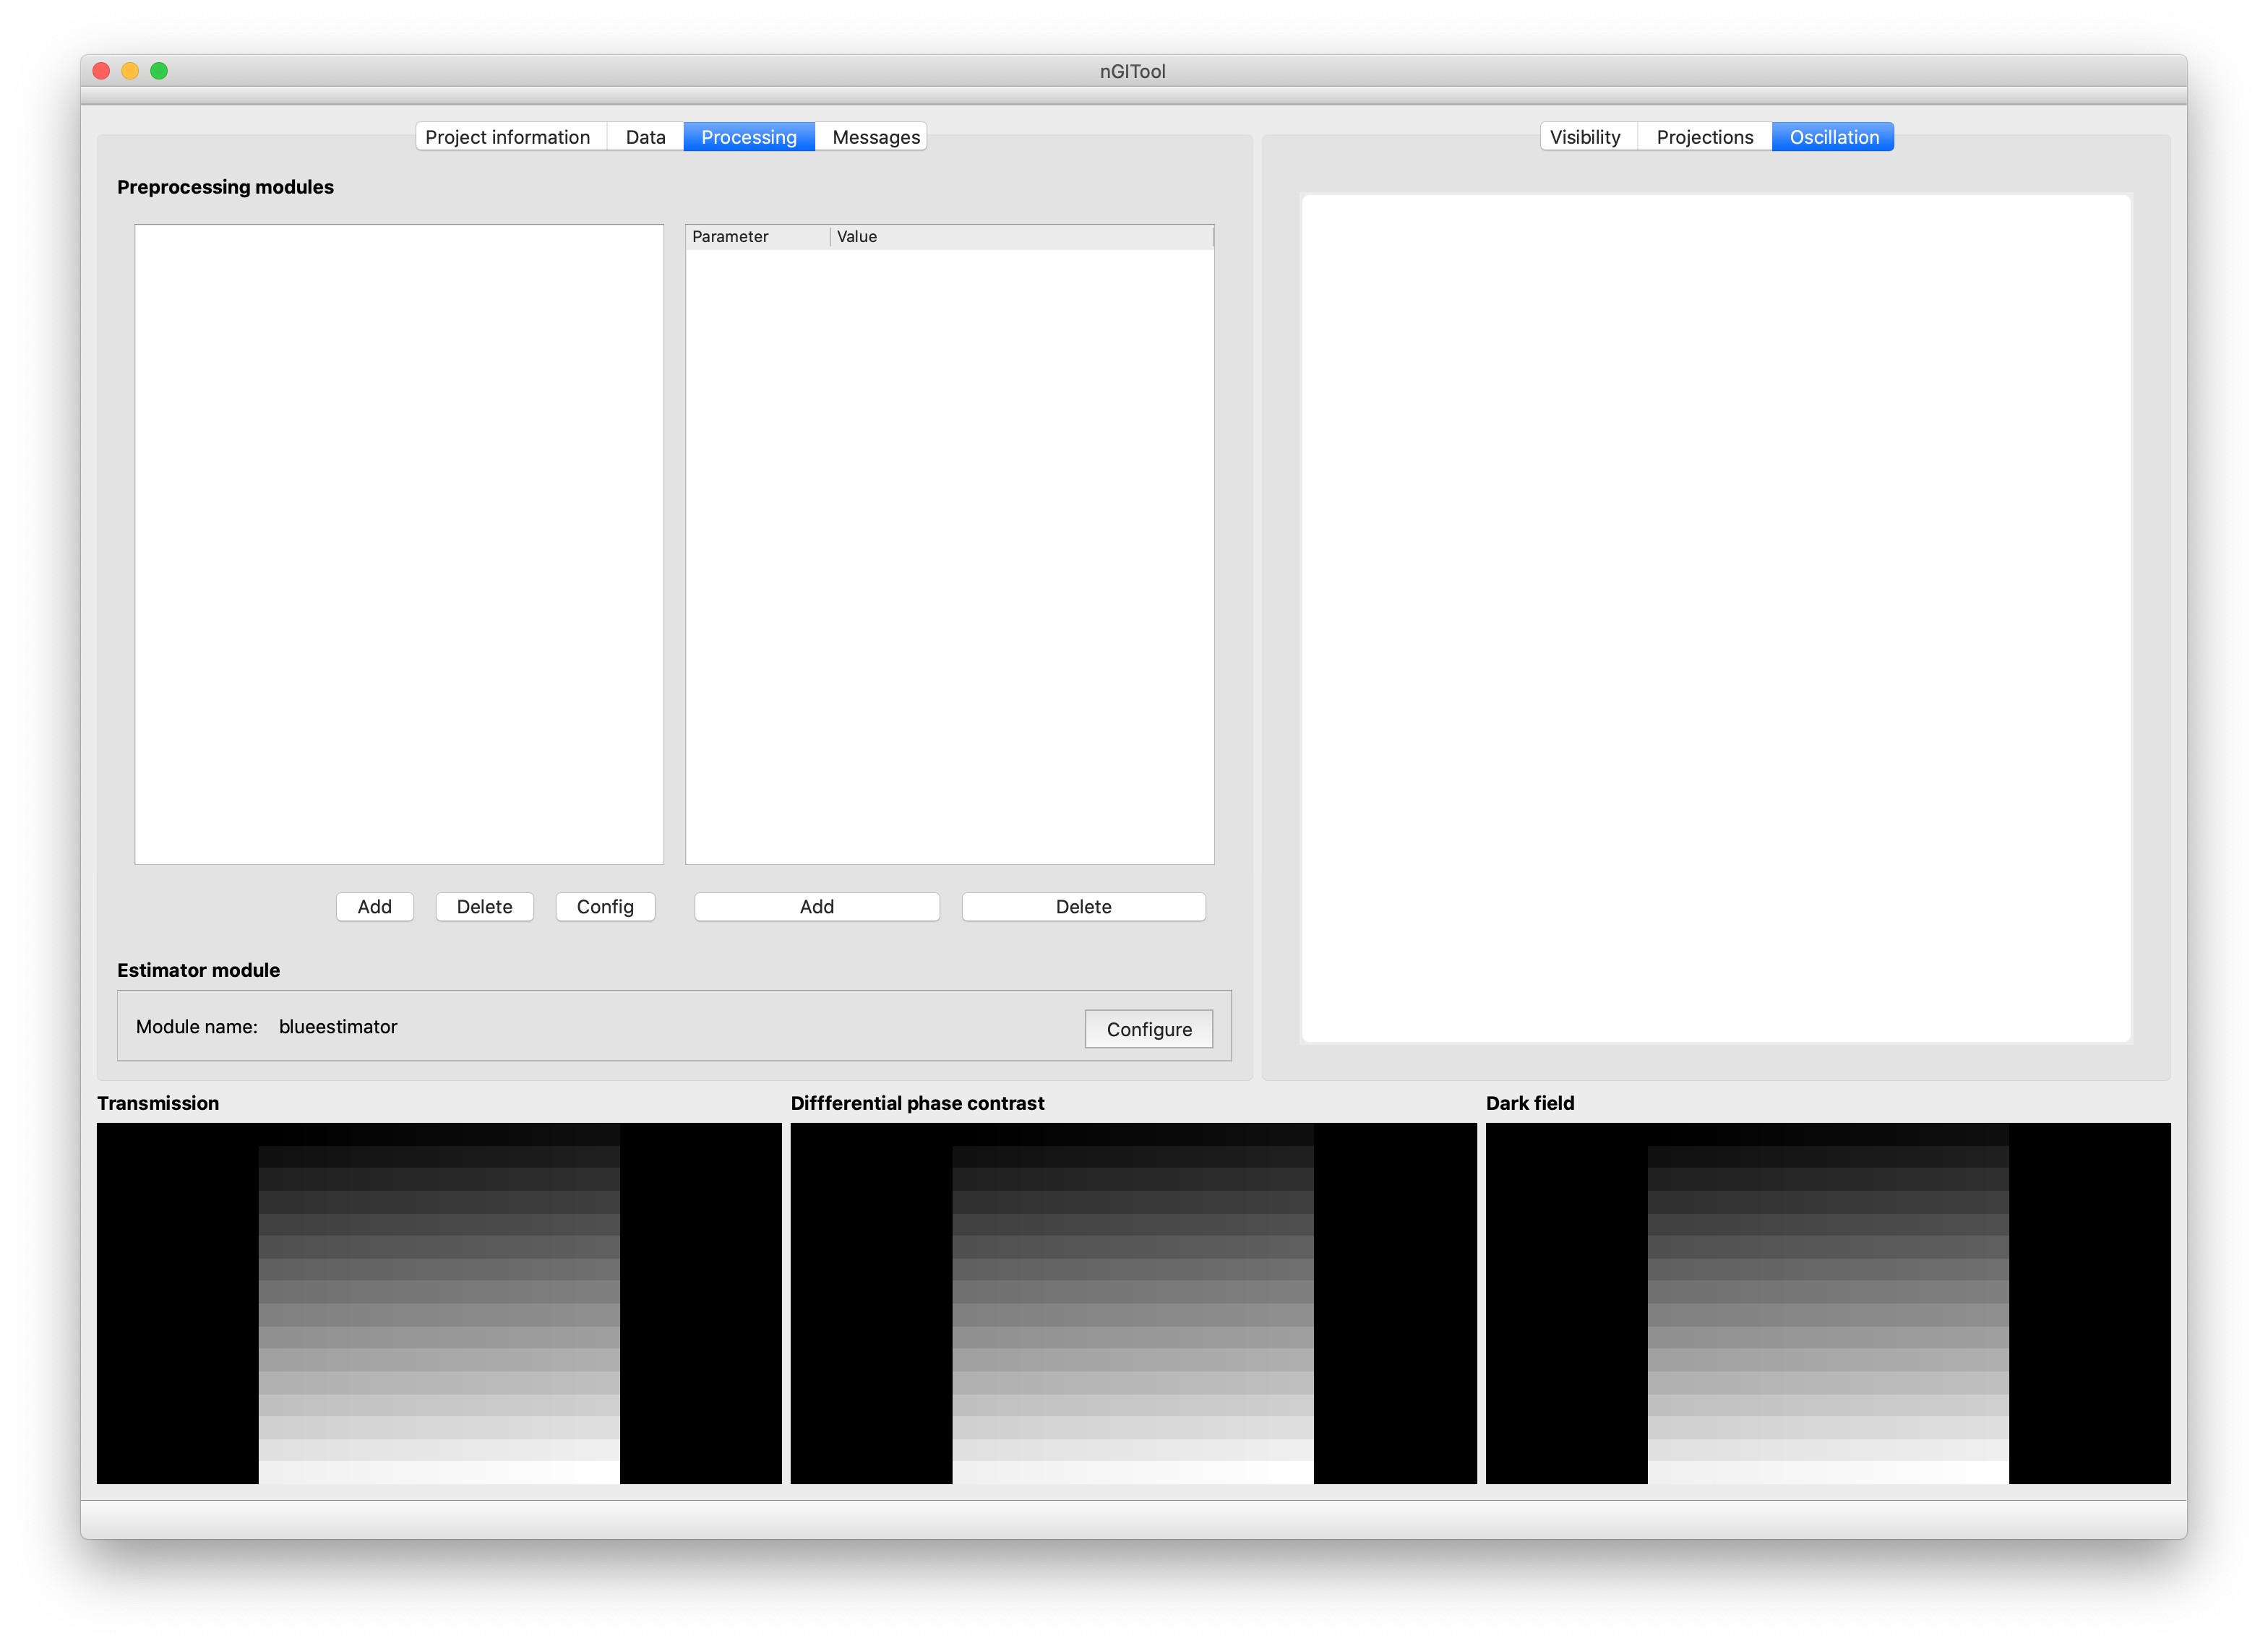 nGITool
Project information Data Processing Messages
Visibility Projections Oscillation
Preprocessing modules
Parameter Value
Add Delete Config Add Delete
Estimator module
Module name: blueestimator Configure
Transmission
Diffferential phase contrast
Dark field